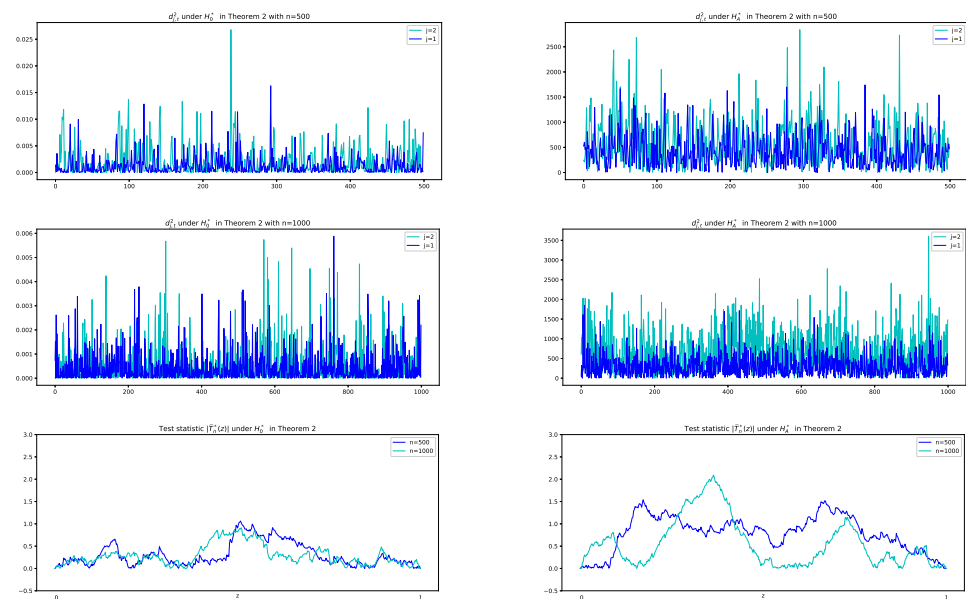 d²_{j,t} under H₀* in Theorem 2 with n=500
0.025
0.020
0.015
0.010
0.005
0.000
0 100 200 300 400 500
j=2
j=1
d²_{j,t} under H_A* in Theorem 2 with n=500
2500
2000
1500
1000
500
0
0 100 200 300 400 500
j=2
j=1
d²_{j,t} under H₀* in Theorem 2 with n=1000
0.006
0.005
0.004
0.003
0.002
0.001
0.000
0 200 400 600 800 1000
j=2
j=1
d²_{j,t} under H_A* in Theorem 2 with n=1000
3500
3000
2500
2000
1500
1000
500
0
0 200 400 600 800 1000
j=2
j=1
Test statistic |T̃ₙ*(z)| under H₀* in Theorem 2
3.0
2.5
2.0
1.5
1.0
0.5
0.0
−0.5
0 z 1
n=500
n=1000
Test statistic |T̃ₙ*(z)| under H_A* in Theorem 2
3.0
2.5
2.0
1.5
1.0
0.5
0.0
−0.5
0 z 1
n=500
n=1000